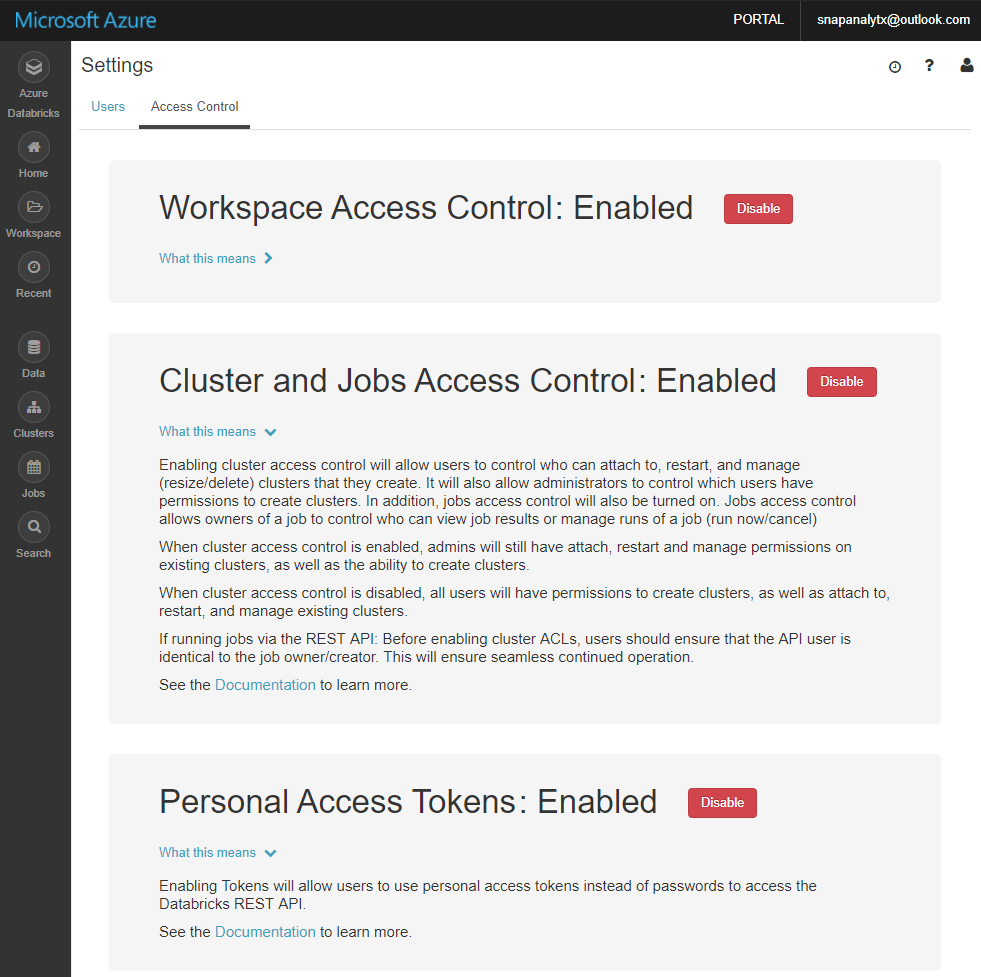 Microsoft Azure
PORTAL
snapanalytx@outlook.com
Azure
Databricks
Home
Workspace
Recent
Data
Clusters
Jobs
Search
Settings
?
Users
Access Control
Workspace Access Control: Enabled
Disable
What this means
Cluster and Jobs Access Control: Enabled
Disable
What this means
Enabling cluster access control will allow users to control who can attach to, restart, and manage
(resize/delete) clusters that they create. It will also allow administrators to control which users have
permissions to create clusters. In addition, jobs access control will also be turned on. Jobs access control
allows owners of a job to control who can view job results or manage runs of a job (run now/cancel)
When cluster access control is enabled, admins will still have attach, restart and manage permissions on
existing clusters, as well as the ability to create clusters.
When cluster access control is disabled, all users will have permissions to create clusters, as well as attach to,
restart, and manage existing clusters.
If running jobs via the REST API: Before enabling cluster ACLs, users should ensure that the API user is
identical to the job owner/creator. This will ensure seamless continued operation.
See the Documentation to learn more.
Personal Access Tokens: Enabled
Disable
What this means
Enabling Tokens will allow users to use personal access tokens instead of passwords to access the
Databricks REST API.
See the Documentation to learn more.